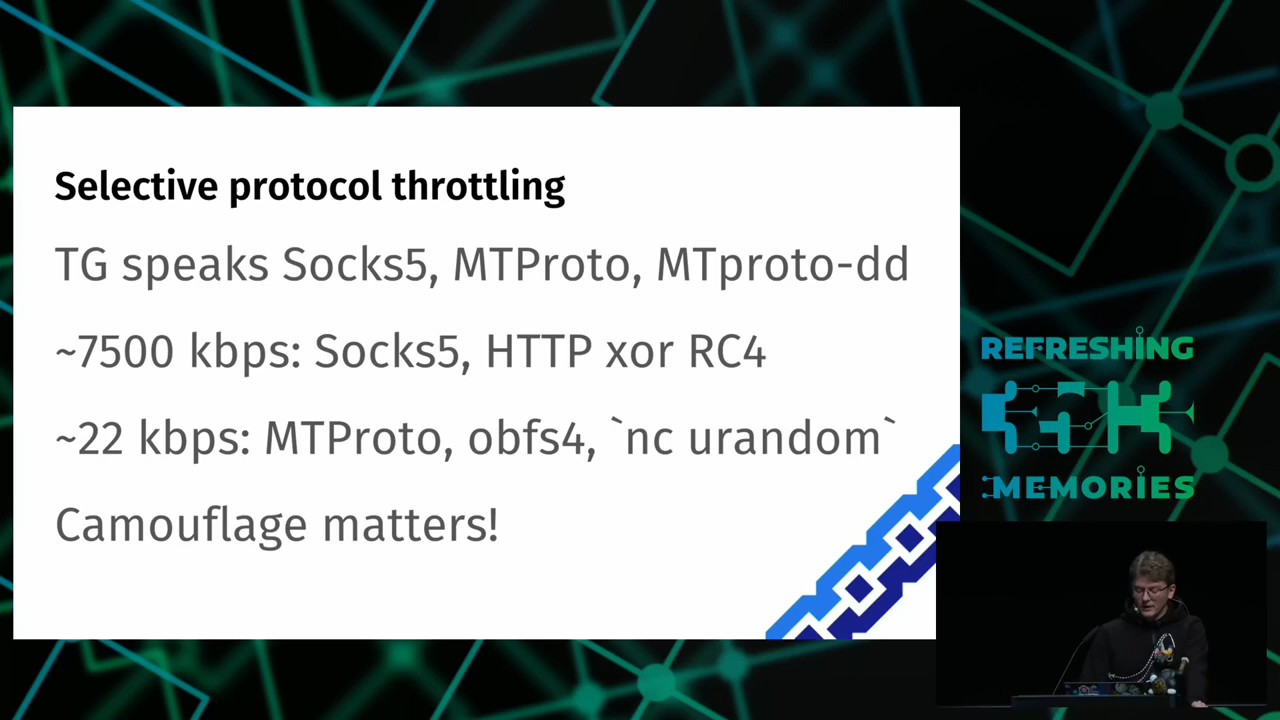 Selective protocol throttling
TG speaks Socks5, MTProto, MTproto-dd
~7500 kbps: Socks5, HTTP xor RC4
~22 kbps: MTProto, obfs4, `nc urandom`
Camouflage matters!
REFRESHING
MEMORIES